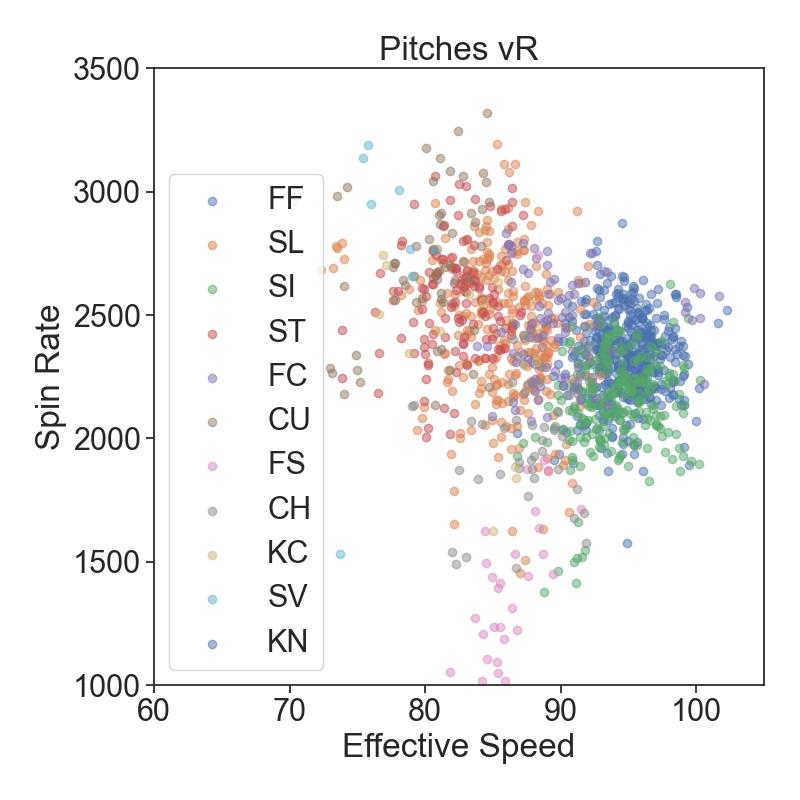 Pitches vR
3500
3000
2500
2000
1500
1000
Spin Rate
FF
SL
SI
ST
FC
CU
FS
CH
KC
SV
KN
60 70 80 90 100
Effective Speed